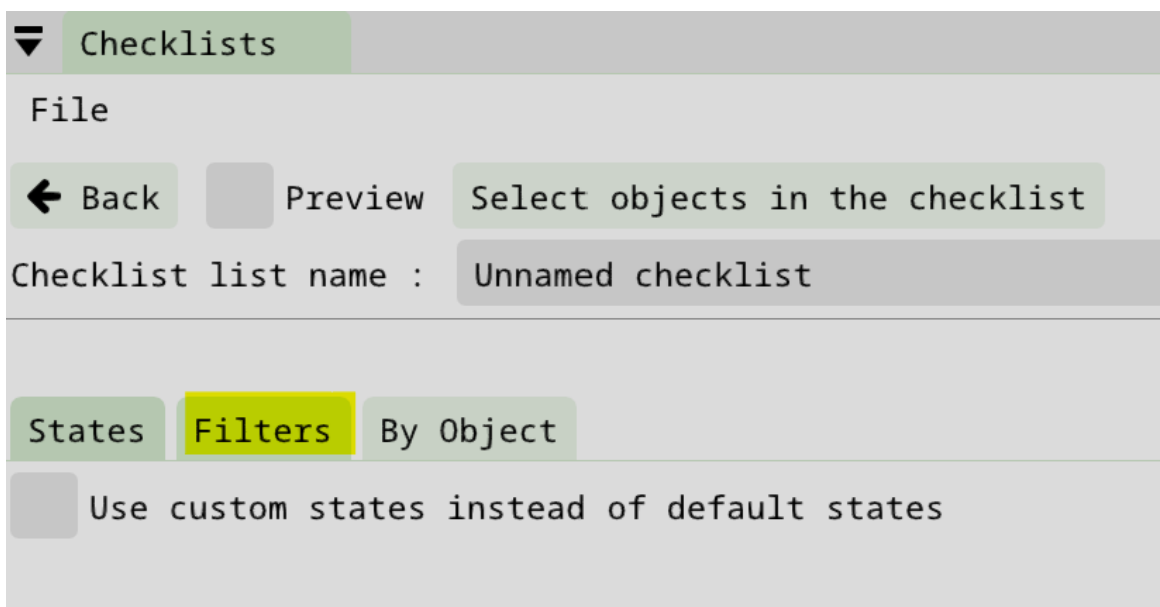 Checklists
File
Back Preview Select objects in the checklist
Checklist list name : Unnamed checklist
States Filters By Object
Use custom states instead of default states